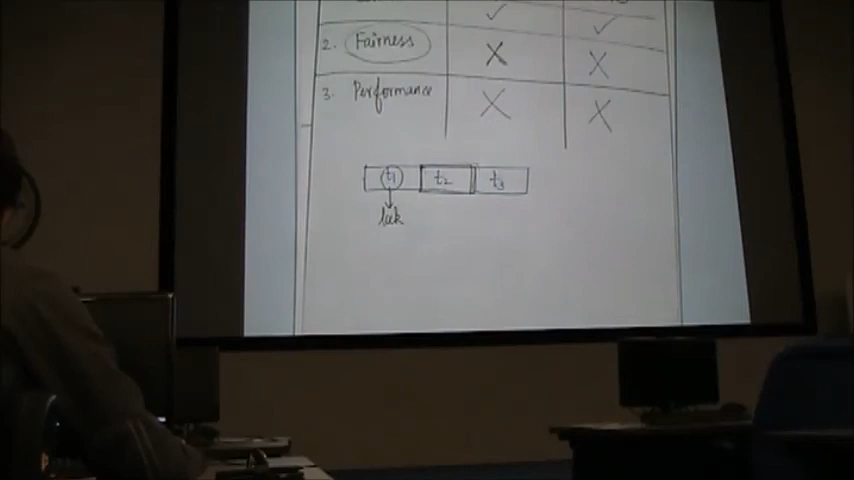 2. Fairness
3. Performance
t1 t2 t3
lock